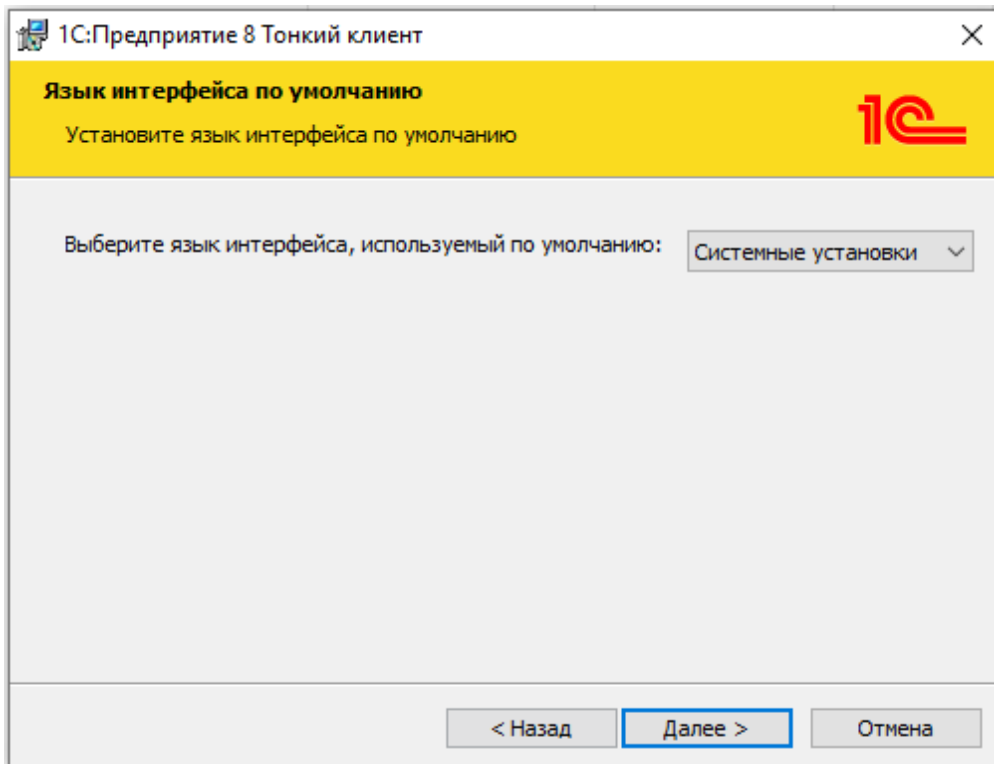 1С:Предприятие 8 Тонкий клиент
Язык интерфейса по умолчанию
Установите язык интерфейса по умолчанию
1С
Выберите язык интерфейса, используемый по умолчанию: Системные установки
< Назад Далее > Отмена